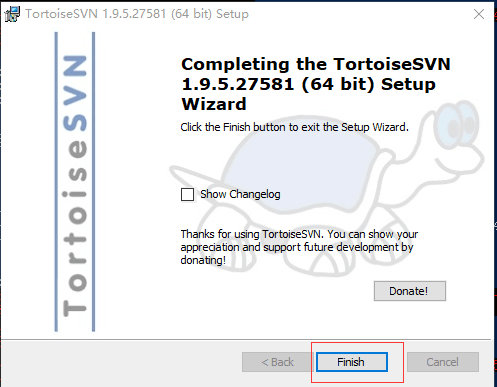 TortoiseSVN 1.9.5.27581 (64 bit) Setup
TortoiseSVN
Completing the TortoiseSVN
1.9.5.27581 (64 bit) Setup
Wizard
Click the Finish button to exit the Setup Wizard.
Show Changelog
Thanks for using TortoiseSVN. You can show your
appreciation and support future development by
donating!
Donate!
< Back
Finish
Cancel